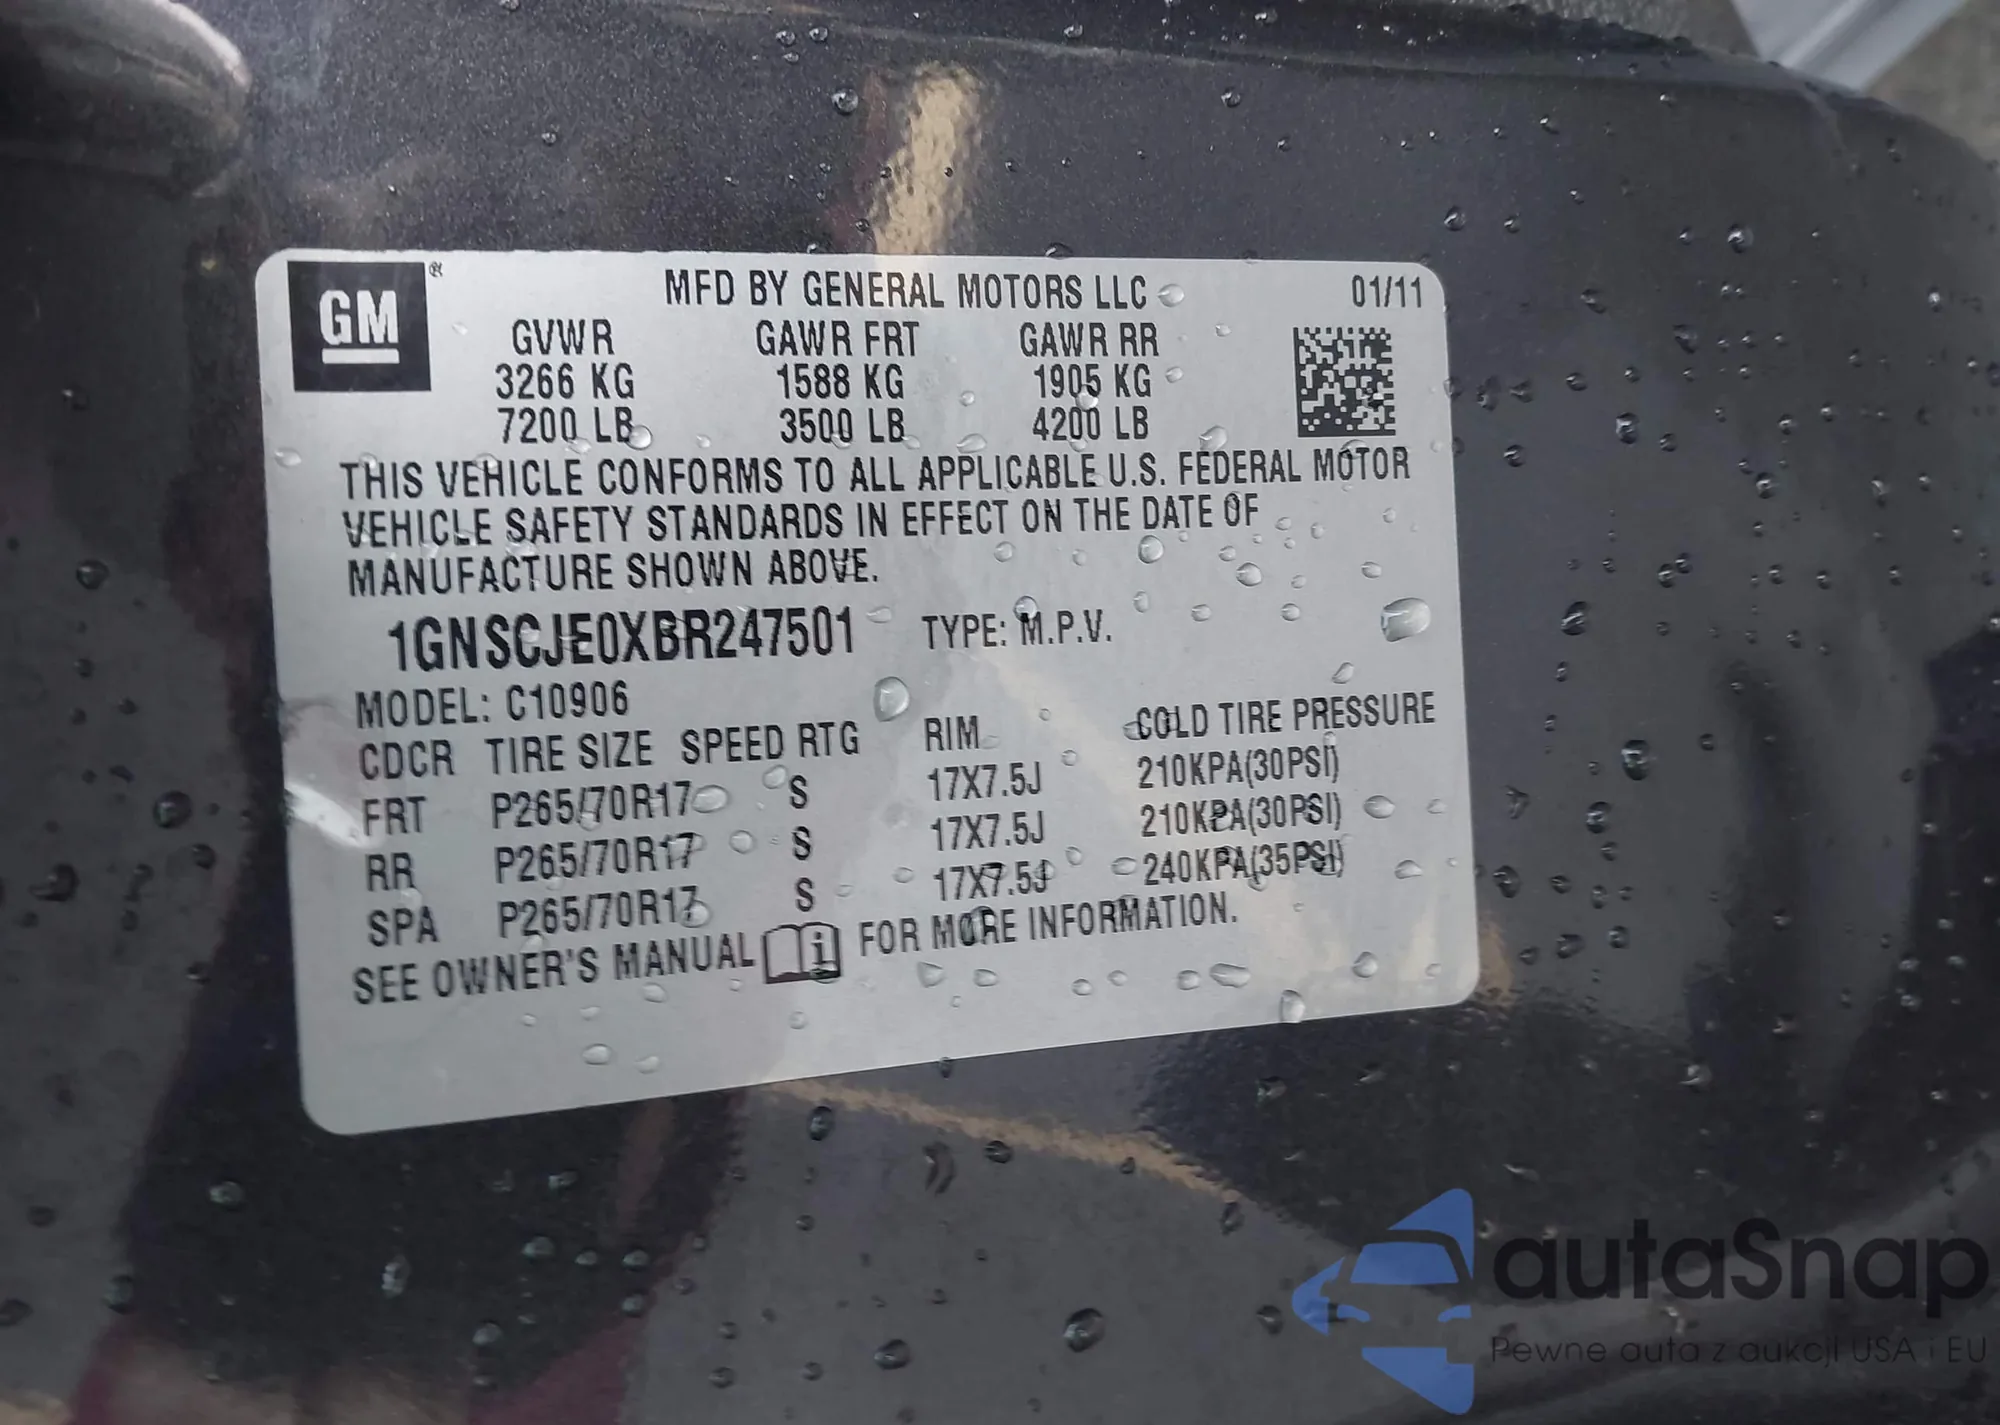 GM®
MFD BY GENERAL MOTORS LLC 01/11
GVWR GAWR FRT GAWR RR
3266 KG 1588 KG 1905 KG
7200 LB 3500 LB 4200 LB
THIS VEHICLE CONFORMS TO ALL APPLICABLE U.S. FEDERAL MOTOR
VEHICLE SAFETY STANDARDS IN EFFECT ON THE DATE OF
MANUFACTURE SHOWN ABOVE.
1GNSCJE0XBR247501 TYPE: M.P.V.
MODEL: C10906
CDCR TIRE SIZE SPEED RTG RIM COLD TIRE PRESSURE
FRT P265/70R17 S 17X7.5J 210KPA(30PSI)
RR P265/70R17 S 17X7.5J 210KPA(30PSI)
SPA P265/70R17 S 17X7.5J 240KPA(35PSI)
SEE OWNER'S MANUAL i FOR MORE INFORMATION.
autaSnap
Pewne auta z aukcji USA i EU